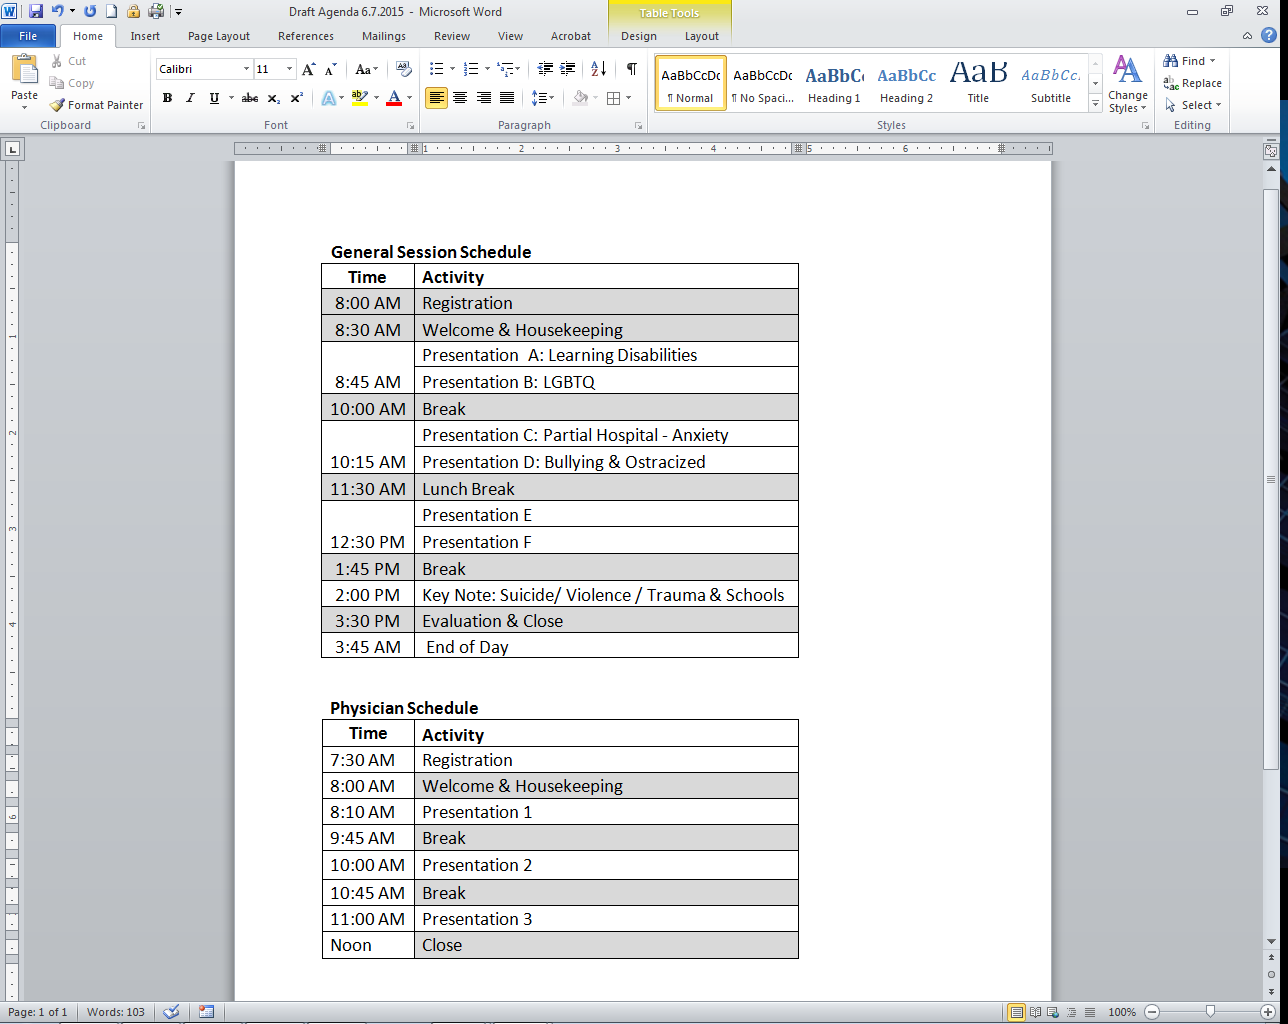 Draft Agenda 6.7.2015 - Microsoft Word
Table Tools
File Home Insert Page Layout References Mailings Review View Acrobat Design Layout
Paste
Cut
Copy
Format Painter
Clipboard
Calibri 11
Font
Paragraph
AaBbCcDc AaBbCcDc AaBbCc AaBbCc AaB AaBbCc.
¶ Normal ¶ No Spaci... Heading 1 Heading 2 Title Subtitle
Change Styles
Styles
Find
Replace
Select
Editing
1 2 3 4 5 6
General Session Schedule
Time Activity
8:00 AM Registration
8:30 AM Welcome & Housekeeping
Presentation A: Learning Disabilities
8:45 AM Presentation B: LGBTQ
10:00 AM Break
Presentation C: Partial Hospital - Anxiety
10:15 AM Presentation D: Bullying & Ostracized
11:30 AM Lunch Break
Presentation E
12:30 PM Presentation F
1:45 PM Break
2:00 PM Key Note: Suicide/ Violence / Trauma & Schools
3:30 PM Evaluation & Close
3:45 AM End of Day
Physician Schedule
Time Activity
7:30 AM Registration
8:00 AM Welcome & Housekeeping
8:10 AM Presentation 1
9:45 AM Break
10:00 AM Presentation 2
10:45 AM Break
11:00 AM Presentation 3
Noon Close
Page: 1 of 1 Words: 103 100%